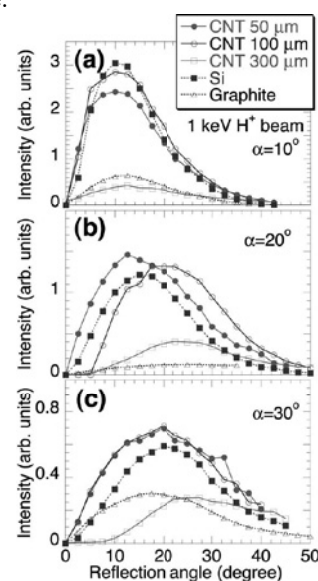 CNT 50 μm
CNT 100 μm
CNT 300 μm
Si
Graphite
(a)
1 keV H⁺ beam
α=10°
Intensity (arb. units)
3
2
1
0
(b)
α=20°
Intensity (arb. units)
1
0
(c)
α=30°
Intensity (arb. units)
0.8
0.4
0
0 10 20 30 40 50
Reflection angle (degree)